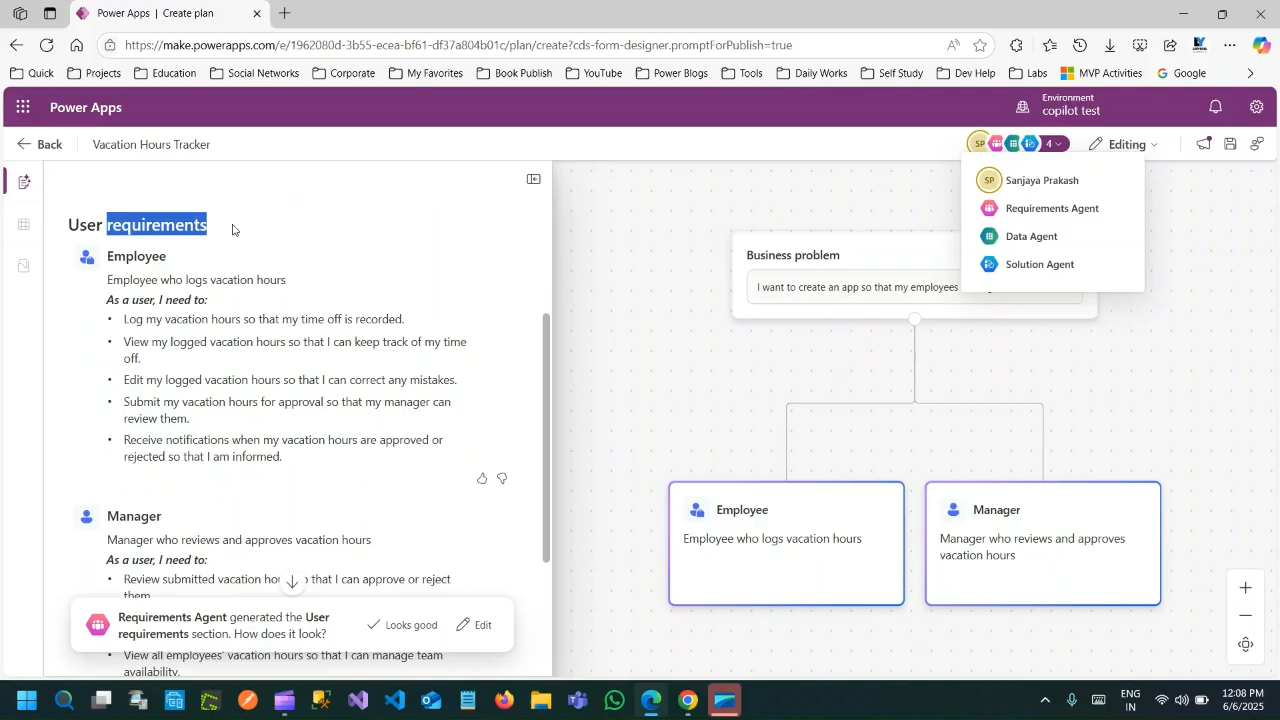 Power Apps | Create plan
https://make.powerapps.com/e/1962080d-3b55-ecea-bf61-df37a804b01c/plan/create?cds-form-designer.promptForPublish=true
Quick
Projects
Education
Social Networks
Corporate
My Favorites
Book Publish
YouTube
Power Blogs
Tools
Daily Works
Self Study
Dev Help
Labs
MVP Activities
Google
Power Apps
Environment
copilot test
Back
Vacation Hours Tracker
SP
4
Editing
SP
Sanjaya Prakash
Requirements Agent
Data Agent
Solution Agent
User requirements
Employee
Employee who logs vacation hours
As a user, I need to:
• Log my vacation hours so that my time off is recorded.
• View my logged vacation hours so that I can keep track of my time
off.
• Edit my logged vacation hours so that I can correct any mistakes.
• Submit my vacation hours for approval so that my manager can
review them.
• Receive notifications when my vacation hours are approved or
rejected so that I am informed.
Manager
Manager who reviews and approves vacation hours
As a user, I need to:
• Review submitted vacation hou that I can approve or reject
them.
Requirements Agent generated the User
requirements section. How does it look?
Looks good
Edit
• View all employees' vacation hours so that I can manage team
availability.
Business problem
I want to create an app so that my employees
Employee
Employee who logs vacation hours
Manager
Manager who reviews and approves
vacation hours
ENG
IN
12:08 PM
6/6/2025